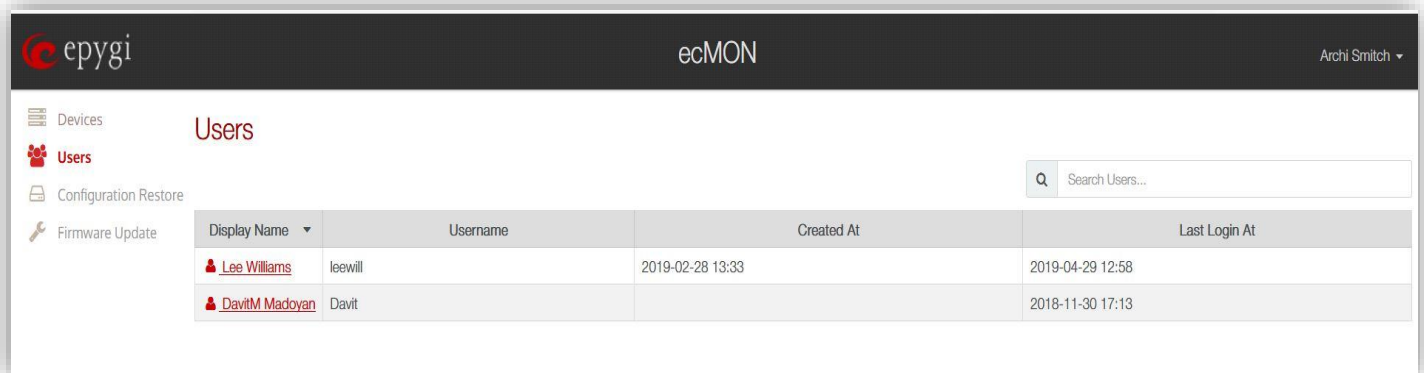 epygi
ecMON
Archi Smitch
Devices
Users
Configuration Restore
Firmware Update
Users
Search Users...
Display Name Username Created At Last Login At
Lee Williams leewill 2019-02-28 13:33 2019-04-29 12:58
DavitM Madoyan Davit 2018-11-30 17:13